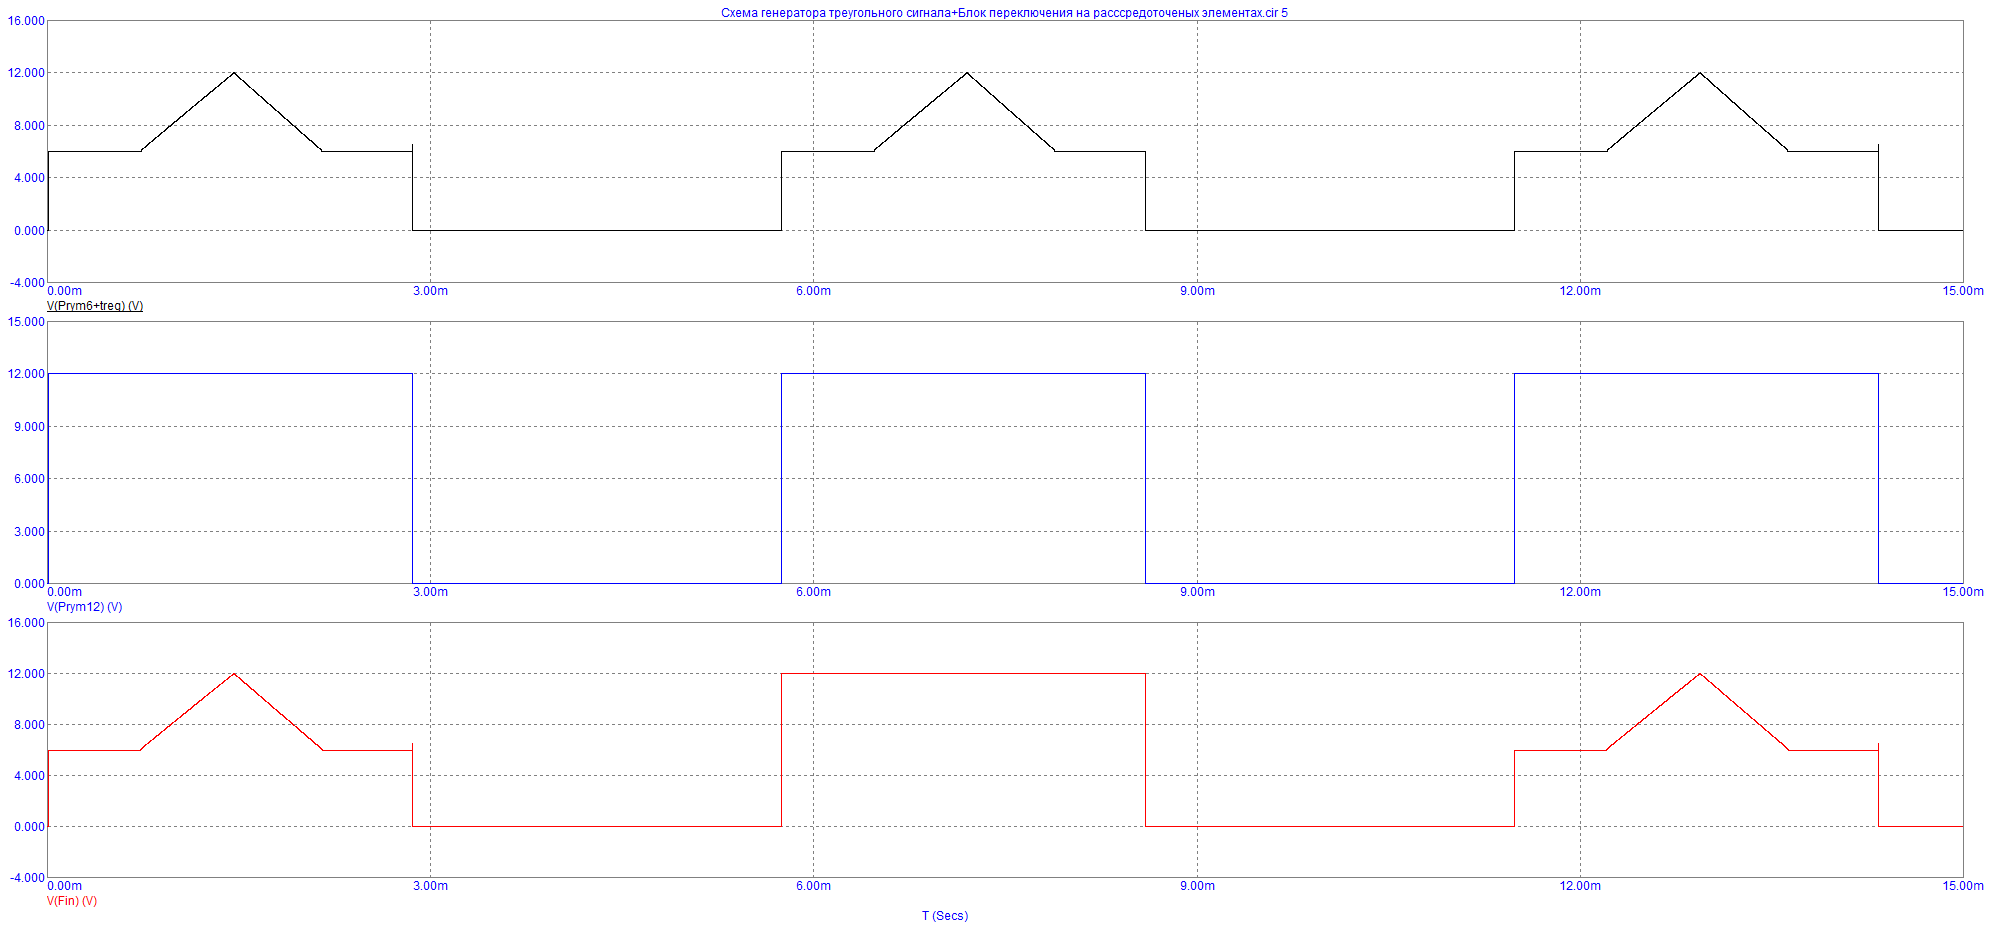 Схема генератора треугольного сигнала+Блок переключения на расссредоточеных элементах.cir 5
16.000
12.000
8.000
4.000
0.000
-4.000
0.00m 3.00m 6.00m 9.00m 12.00m 15.00m
V(Prym6+treq) (V)
15.000
12.000
9.000
6.000
3.000
0.000
0.00m 3.00m 6.00m 9.00m 12.00m 15.00m
V(Prym12) (V)
16.000
12.000
8.000
4.000
0.000
-4.000
0.00m 3.00m 6.00m 9.00m 12.00m 15.00m
V(Fin) (V)
T (Secs)